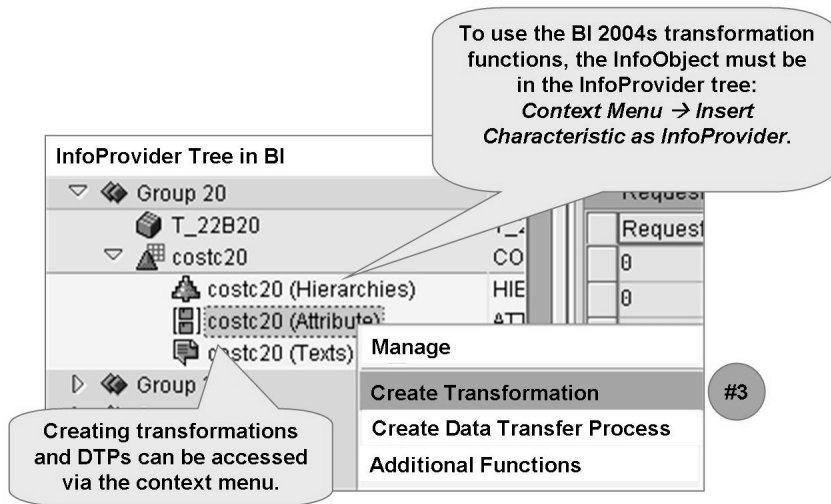 To use the BI 2004s transformation
functions, the InfoObject must be
in the InfoProvider tree:
Context Menu → Insert
Characteristic as InfoProvider.
InfoProvider Tree in BI
Group 20
T_22B20
Request
costc20
CO
0
costc20 (Hierarchies)
HIE
0
costc20 (Attribute)
costc20 (Texts)
Manage
Group
Create Transformation
#3
Create Data Transfer Process
Additional Functions
Creating transformations
and DTPs can be accessed
via the context menu.